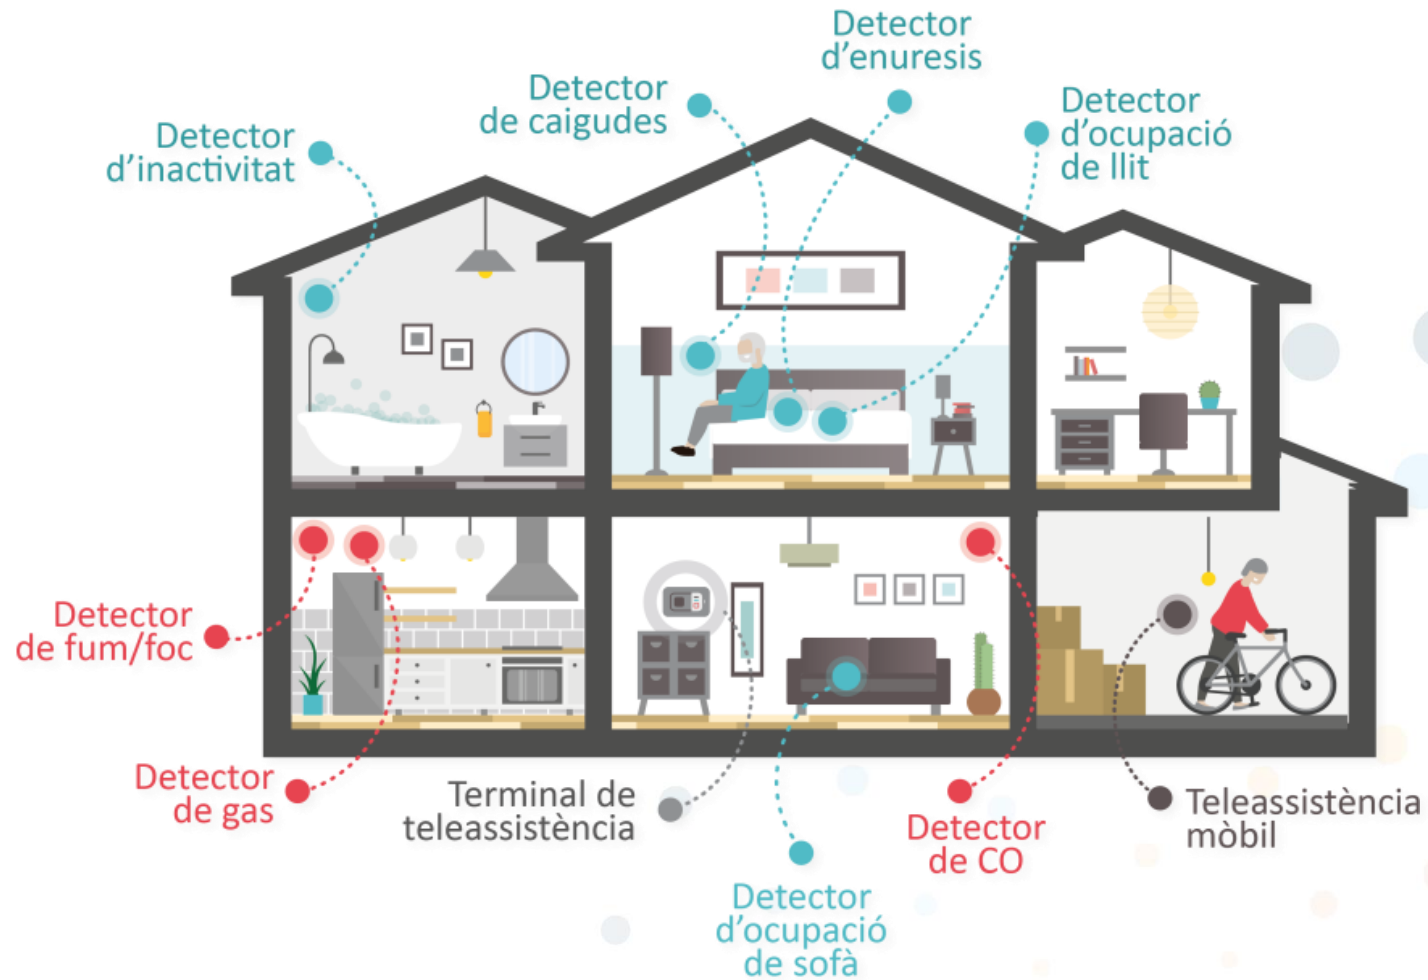 Detector
d’enuresis
Detector
de caigudes
Detector
d’ocupació
de llit
Detector
d’inactivitat
Detector
de fum/foc
Detector
de gas
Terminal de
teleassistència
Detector
de CO
Teleassistència
mòbil
Detector
d’ocupació
de sofà